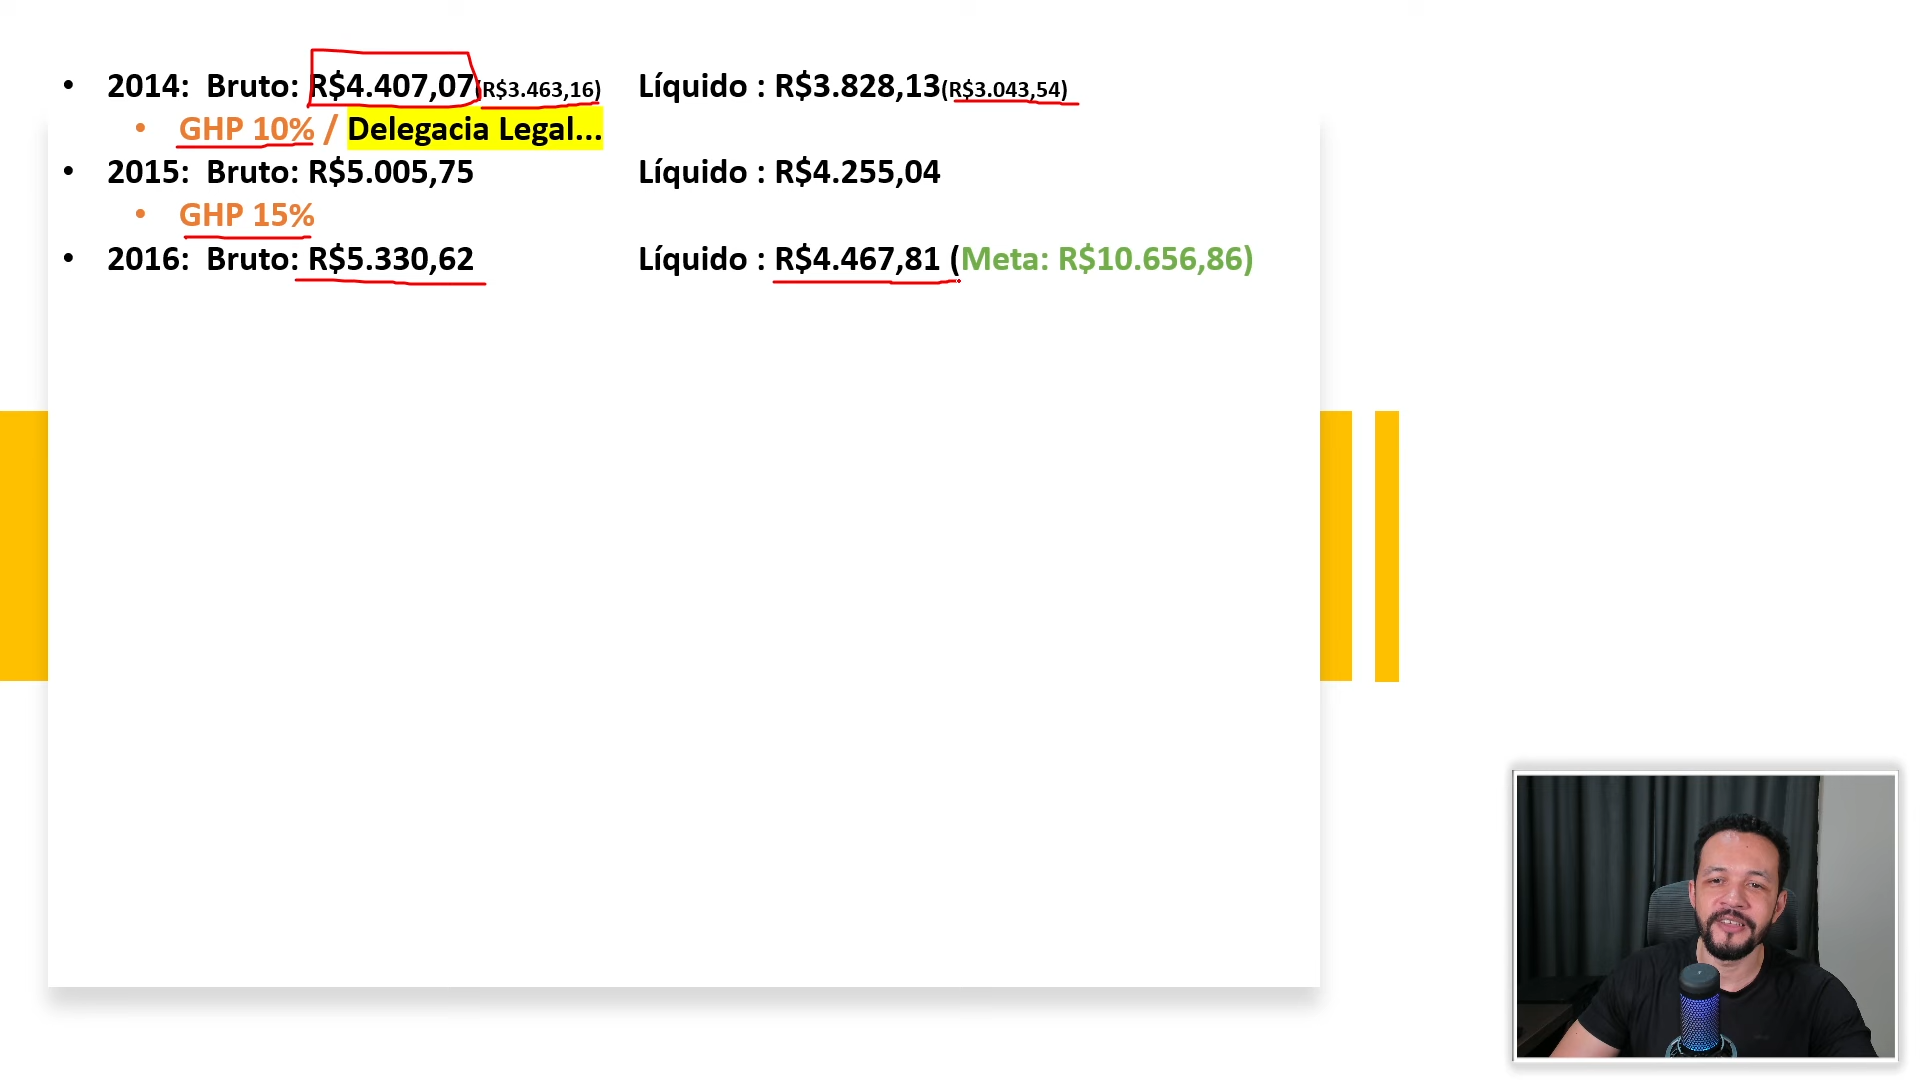 • 2014: Bruto: R$4.407,07(R$3.463,16) Líquido : R$3.828,13(R$3.043,54)
• GHP 10% / Delegacia Legal...
• 2015: Bruto: R$5.005,75 Líquido : R$4.255,04
• GHP 15%
• 2016: Bruto: R$5.330,62 Líquido : R$4.467,81 (Meta: R$10.656,86)